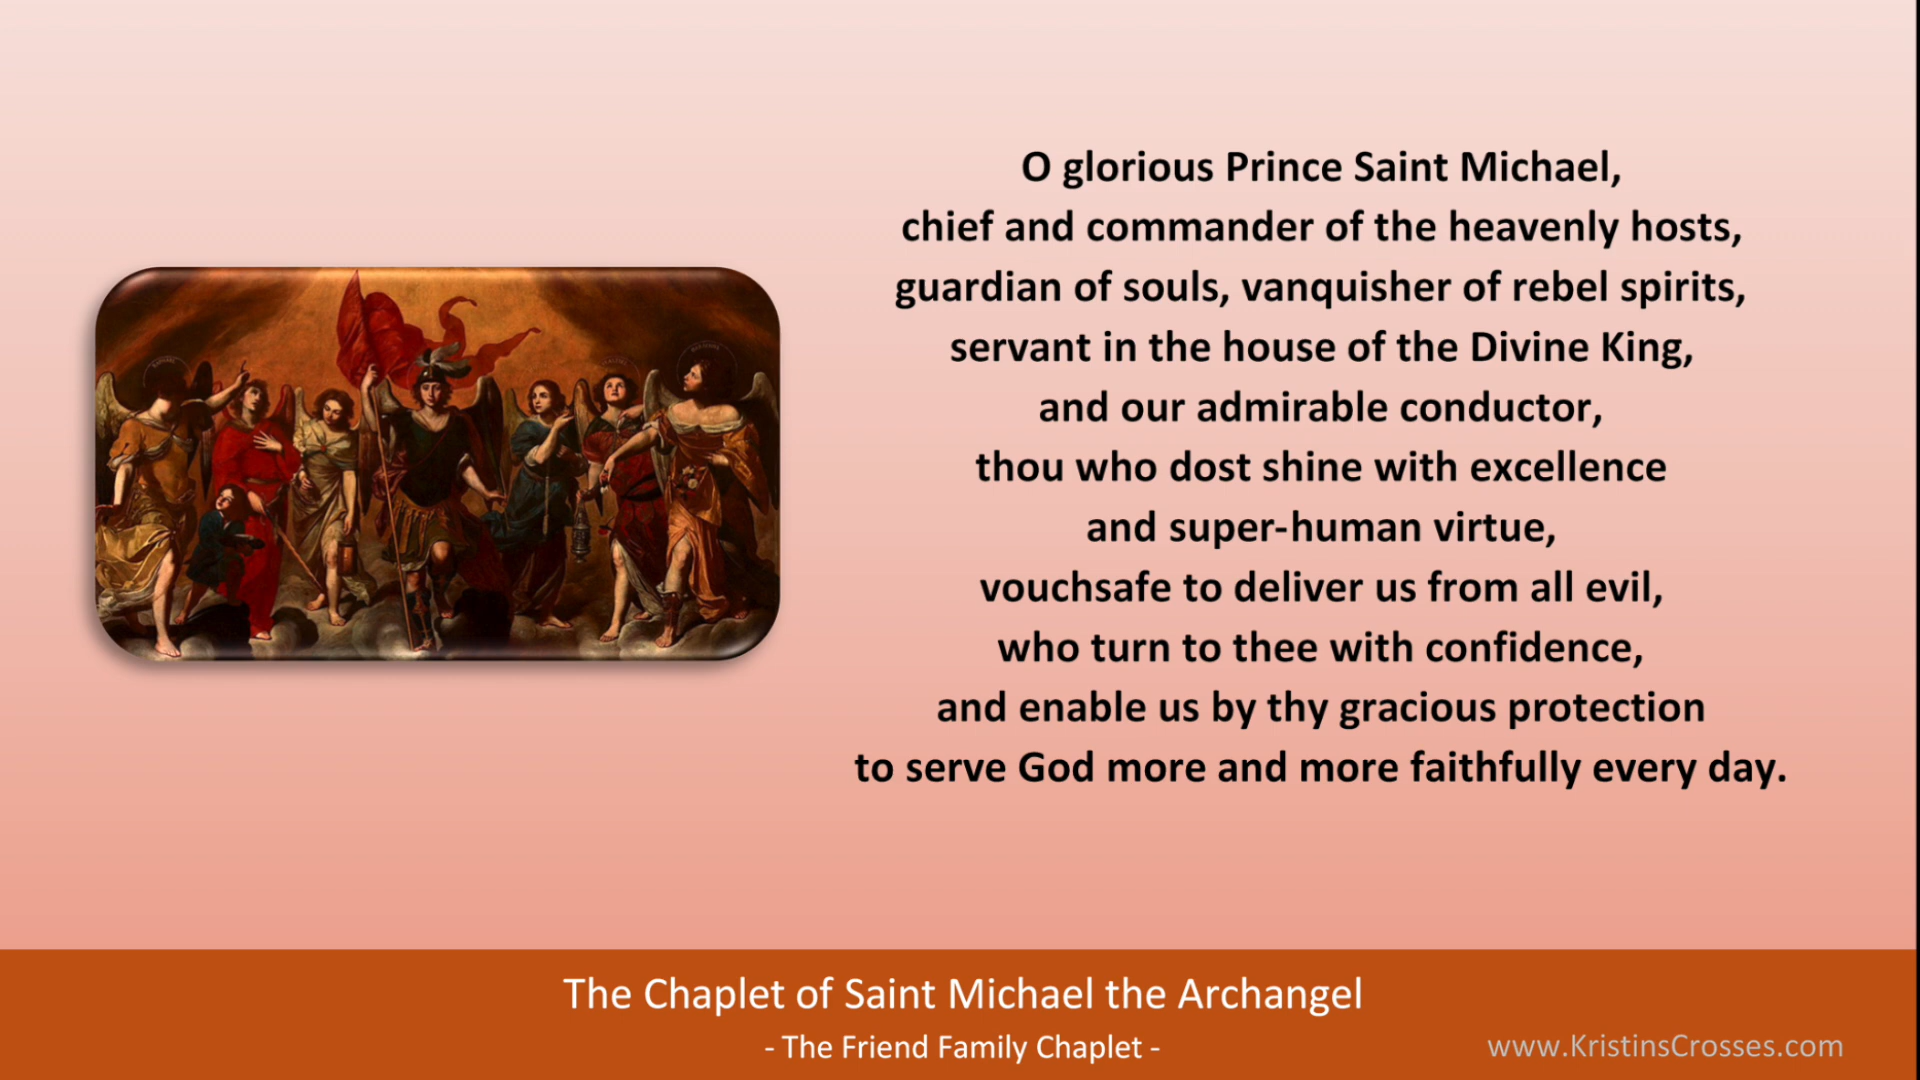 O glorious Prince Saint Michael,
chief and commander of the heavenly hosts,
guardian of souls, vanquisher of rebel spirits,
servant in the house of the Divine King,
and our admirable conductor,
thou who dost shine with excellence
and super-human virtue,
vouchsafe to deliver us from all evil,
who turn to thee with confidence,
and enable us by thy gracious protection
to serve God more and more faithfully every day.
The Chaplet of Saint Michael the Archangel
- The Friend Family Chaplet -
www.KristinsCrosses.com